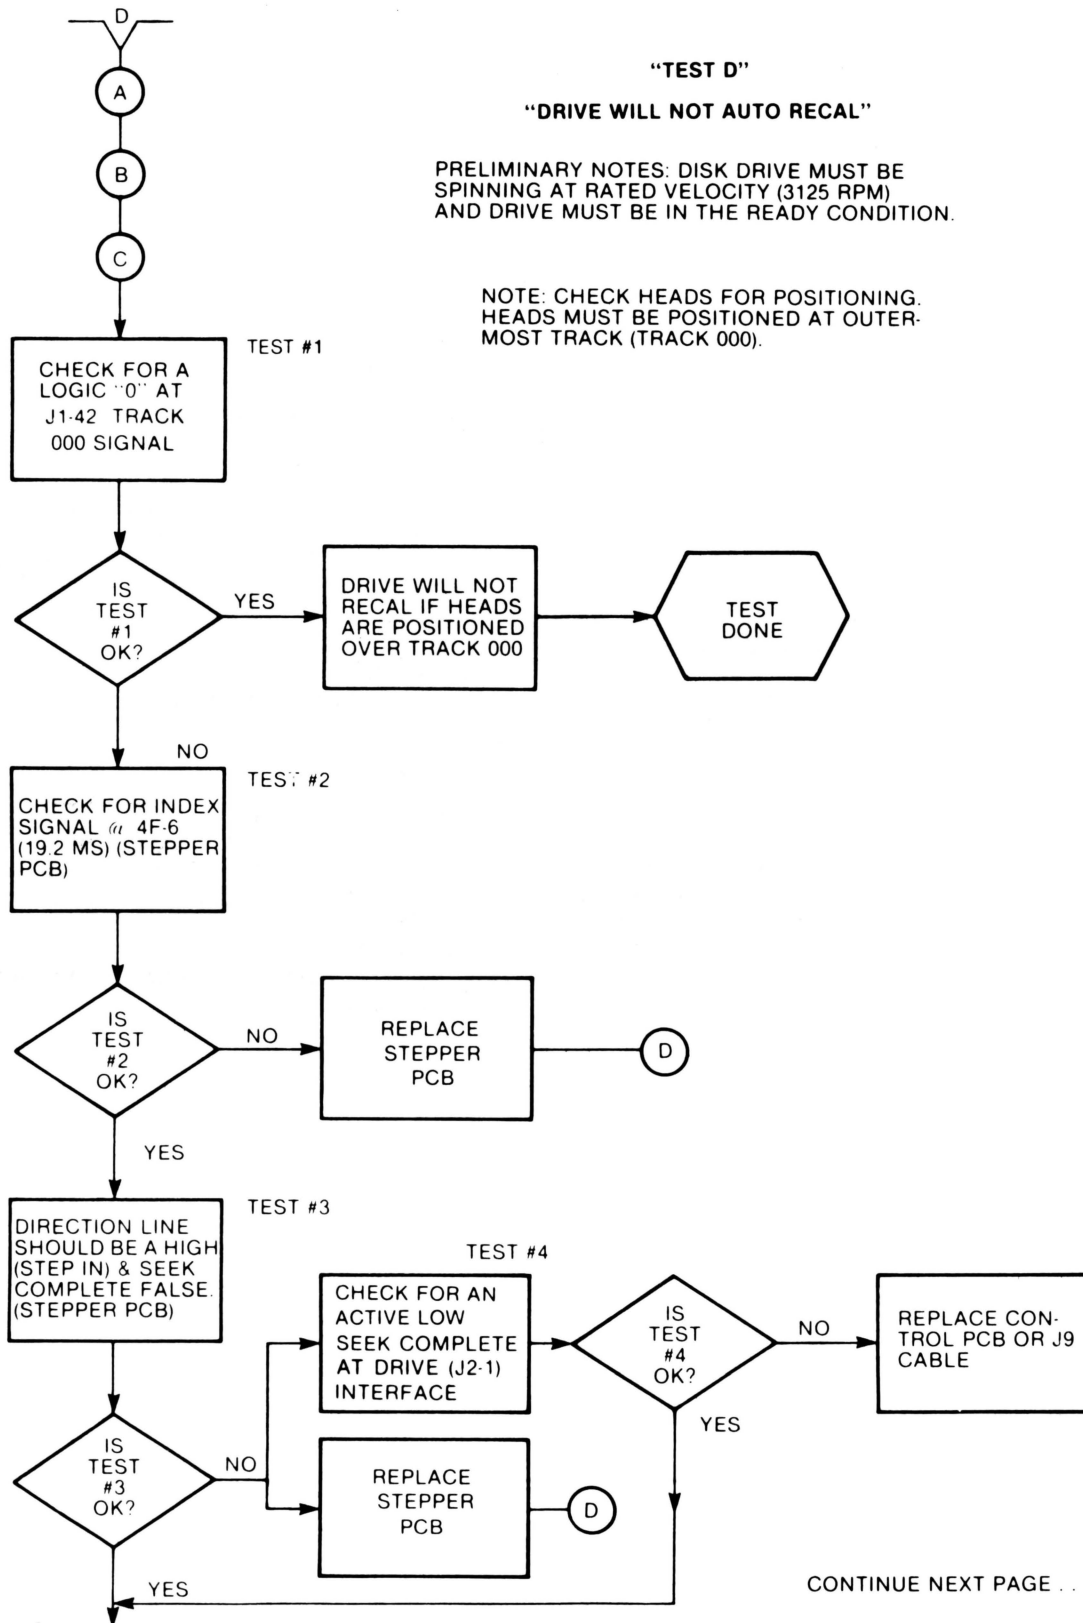 D
A
B
C
"TEST D"
"DRIVE WILL NOT AUTO RECAL"
PRELIMINARY NOTES: DISK DRIVE MUST BE
SPINNING AT RATED VELOCITY (3125 RPM)
AND DRIVE MUST BE IN THE READY CONDITION.
NOTE: CHECK HEADS FOR POSITIONING.
HEADS MUST BE POSITIONED AT OUTER-
MOST TRACK (TRACK 000).
TEST #1
CHECK FOR A
LOGIC "0" AT
J1-42 TRACK
000 SIGNAL
IS
TEST
#1
OK?
YES
DRIVE WILL NOT
RECAL IF HEADS
ARE POSITIONED
OVER TRACK 000
TEST
DONE
NO
TEST #2
CHECK FOR INDEX
SIGNAL @ 4F-6
(19.2 MS) (STEPPER
PCB)
IS
TEST
#2
OK?
NO
REPLACE
STEPPER
PCB
D
YES
TEST #3
DIRECTION LINE
SHOULD BE A HIGH
(STEP IN) & SEEK
COMPLETE FALSE.
(STEPPER PCB)
TEST #4
CHECK FOR AN
ACTIVE LOW
SEEK COMPLETE
AT DRIVE (J2-1)
INTERFACE
IS
TEST
#4
OK?
NO
REPLACE CON-
TROL PCB OR J9
CABLE
YES
IS
TEST
#3
OK?
NO
REPLACE
STEPPER
PCB
D
YES
CONTINUE NEXT PAGE . .